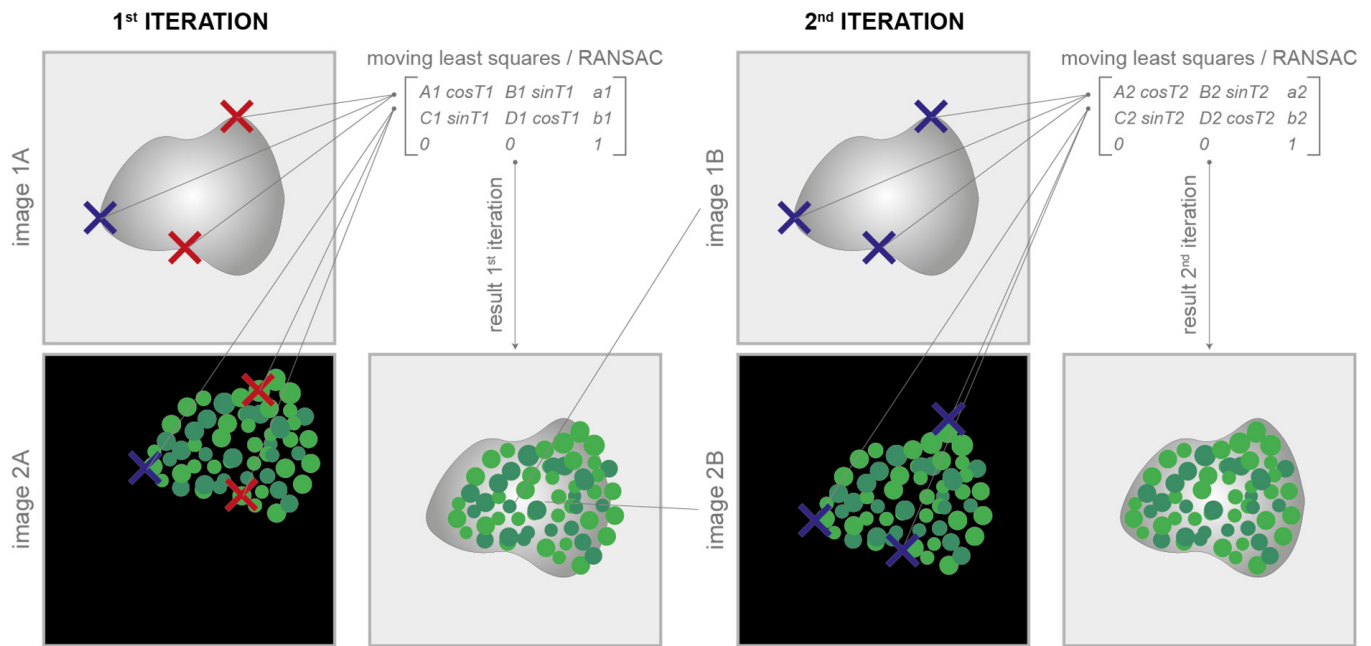 1st ITERATION
moving least squares / RANSAC
A1 cosT1 B1 sinT1 a1
C1 sinT1 D1 cosT1 b1
0 0 1
image 1A
result 1st iteration
image 2A
2nd ITERATION
moving least squares / RANSAC
A2 cosT2 B2 sinT2 a2
C2 sinT2 D2 cosT2 b2
0 0 1
image 1B
result 2nd iteration
image 2B